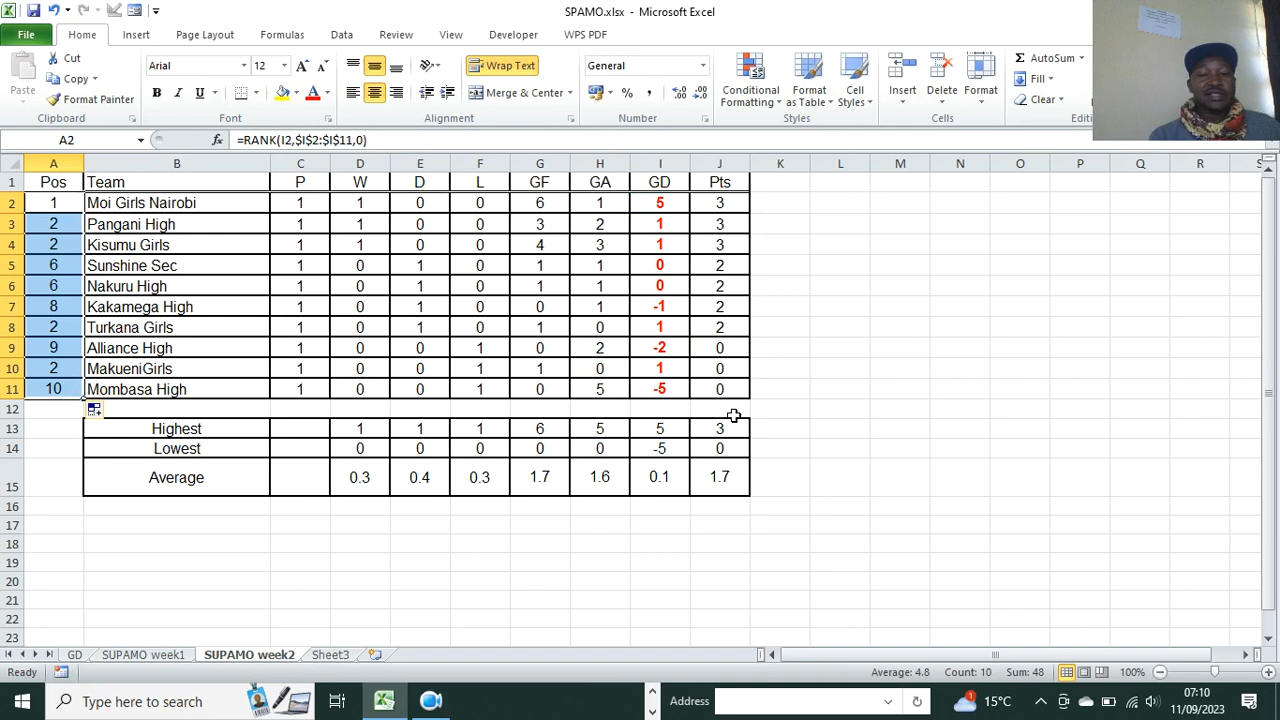 SPAMO.xlsx - Microsoft Excel
File Home Insert Page Layout Formulas Data Review View Developer WPS PDF
Paste Cut Copy Format Painter Clipboard
Arial 12 A A B I U A Font
Wrap Text Merge & Center Alignment
General % , Number
Conditional Formatting Format as Table Cell Styles Styles
Insert Delete Format Cells
Σ AutoSum Fill Clear
A2 fx =RANK(I2,$I$2:$I$11,0)
A B C D E F G H I J K L M N O P Q R S
1 Pos Team P W D L GF GA GD Pts
2 1 Moi Girls Nairobi 1 1 0 0 6 1 5 3
3 2 Pangani High 1 1 0 0 3 2 1 3
4 2 Kisumu Girls 1 1 0 0 4 3 1 3
5 6 Sunshine Sec 1 0 1 0 1 1 0 2
6 6 Nakuru High 1 0 1 0 1 1 0 2
7 8 Kakamega High 1 0 1 0 0 1 -1 2
8 2 Turkana Girls 1 0 1 0 1 0 1 2
9 9 Alliance High 1 0 0 1 0 2 -2 0
10 2 MakueniGirls 1 0 0 1 1 0 1 0
11 10 Mombasa High 1 0 0 1 0 5 -5 0
12
13 Highest 1 1 1 6 5 5 3
14 Lowest 0 0 0 0 0 -5 0
15 Average 0.3 0.4 0.3 1.7 1.6 0.1 1.7
16
17
18
19
20
21
22
23
GD SUPAMO week1 SUPAMO week2 Sheet3
Ready Average: 4.8 Count: 10 Sum: 48 100%
Type here to search Address 1 15°C 07:10
11/09/2023